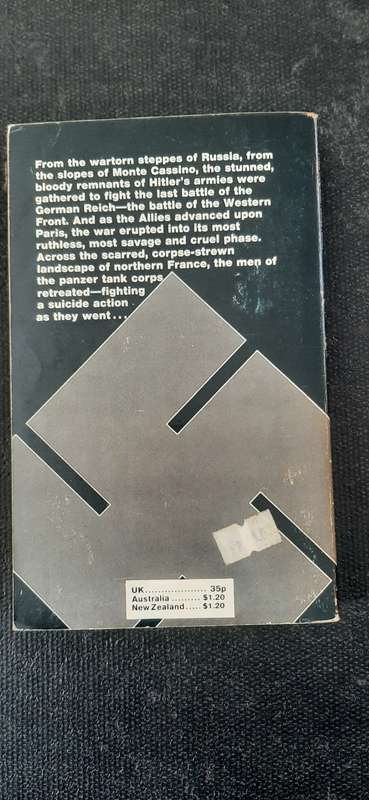 From the wartorn steppes of Russia, from
the slopes of Monte Cassino, the stunned,
bloody remnants of Hitler's armies were
gathered to fight the last battle of the
German Reich—the battle of the Western
Front. And as the Allies advanced upon
Paris, the war erupted into its most
ruthless, most savage and cruel phase.
Across the scarred, corpse-strewn
landscape of northern France, the men of
the panzer tank corps
retreated—fighting
a suicide action
as they went...
UK................... 35p
Australia ......... $1.20
New Zealand ..... $1.20